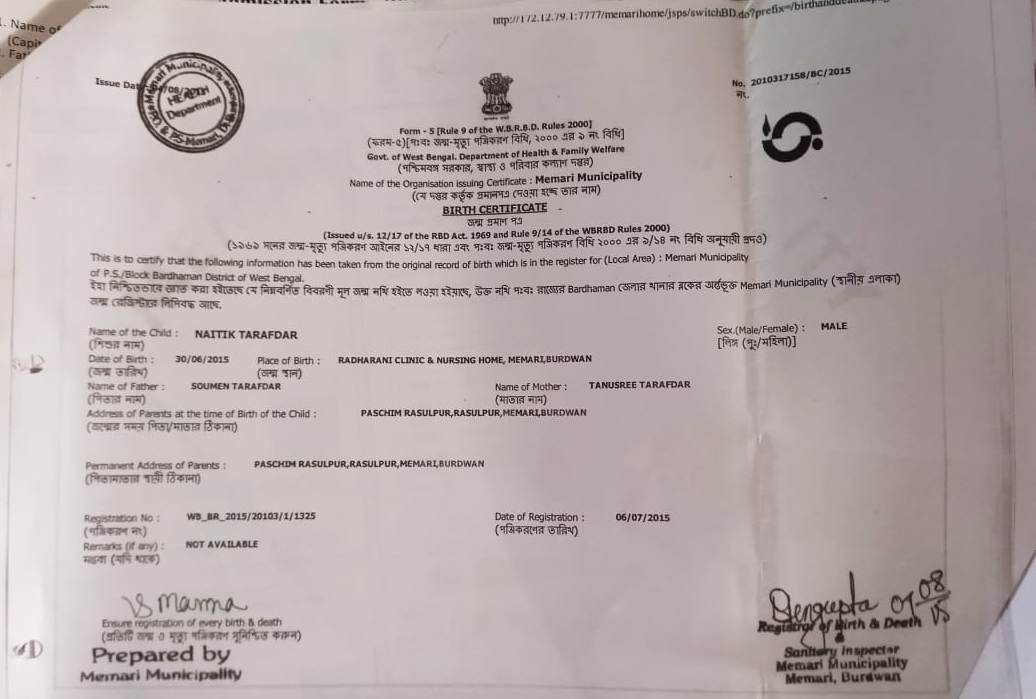 http://172.12.79.1:7777/memarihome/jsps/switchBD.do?prefix=/birthand
. Name of
(Capit
. Fat
Issue Dat
Memari Municipality
/08/2015
HEALTH
Department
No. 2010317158/BC/2015
নং.
Form - 5 [Rule 9 of the W.B.R.B.D. Rules 2000]
(ফরম-৫)[পঃবঃ জন্ম-মৃত্যু পঞ্জিকরণ বিধি, ২০০০ এর ৯ নং বিধি]
Govt. of West Bengal. Department of Health & Family Welfare
(পশ্চিমবঙ্গ সরকার, স্বাস্থ্য ও পরিবার কল্যাণ দপ্তর)
Name of the Organisation issuing Certificate : Memari Municipality
(যে দপ্তর কর্তৃক প্রমাণপত্র দেওয়া হচ্ছে তার নাম)
BIRTH CERTIFICATE
জন্ম প্রমাণ পত্র
(Issued u/s. 12/17 of the RBD Act. 1969 and Rule 9/14 of the WBRBD Rules 2000)
(১৯৬৯ সনের জন্ম-মৃত্যু পঞ্জিকরণ আইনের ১২/১৭ ধারা এবং পঃবঃ জন্ম-মৃত্যু পঞ্জিকরণ বিধি ২০০০ এর ৯/১৪ নং বিধি অনুযায়ী প্রদত্ত)
This is to certify that the following information has been taken from the original record of birth which is in the register for (Local Area) : Memari Municipality
of P.S./Block Bardhaman District of West Bengal.
ইহা নিশ্চিতভাবে জ্ঞাত করা হইতেছে যে নিম্নবর্ণিত বিবরণী মূল জন্ম নথি হইতে লওয়া হইয়াছে, উক্ত নথি পঃবঃ রাজ্যের Bardhaman জেলার থানার ব্লকের অর্ন্তভুক্ত Memari Municipality (স্থানীয় এলাকা)
জন্ম রেজিস্টারে লিপিবদ্ধ আছে.
Name of the Child : NAITIK TARAFDAR Sex.(Male/Female) : MALE
(শিশুর নাম) [লিঙ্গ (পুং/মহিলা)]
Date of Birth : 30/06/2015 Place of Birth : RADHARANI CLINIC & NURSING HOME, MEMARI,BURDWAN
(জন্ম তারিখ) (জন্ম স্থান)
Name of Father : SOUMEN TARAFDAR Name of Mother : TANUSREE TARAFDAR
(পিতার নাম) (মাতার নাম)
Address of Parents at the time of Birth of the Child : PASCHIM RASULPUR,RASULPUR,MEMARI,BURDWAN
(জন্মের সময় পিতা/মাতার ঠিকানা)
Permanent Address of Parents : PASCHIM RASULPUR,RASULPUR,MEMARI,BURDWAN
(পিতামাতার স্থায়ী ঠিকানা)
Registration No : WB_BR_2015/20103/1/1325 Date of Registration : 06/07/2015
(পঞ্জিকরণ নং) (পঞ্জিকরণের তারিখ)
Remarks (if any) : NOT AVAILABLE
মন্তব্য (যদি থাকে)
Ensure registration of every birth & death
(প্রতিটি জন্ম ও মৃত্যু পঞ্জিকরণ সুনিশ্চিত করুন)
Prepared by
Memari Municipality
08
15
Registrar of Birth & Death
Sanitary Inspector
Memari Municipality
Memari, Burdwan